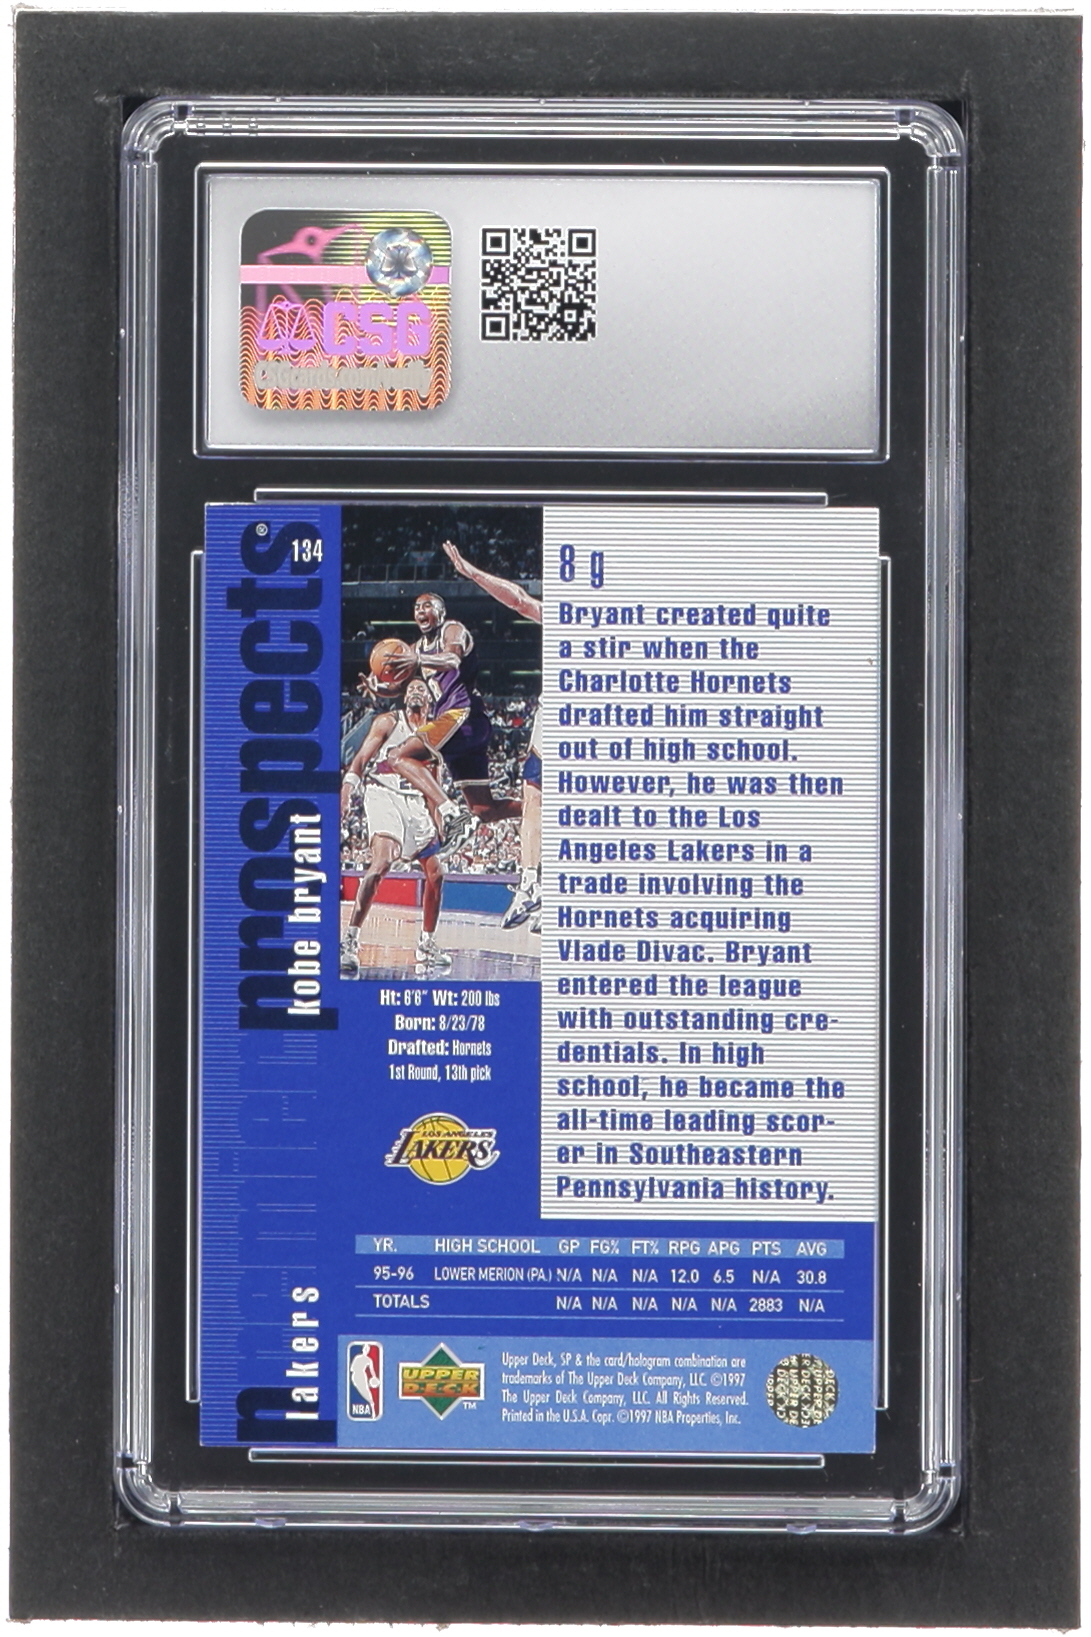 CSG
134
prospects®
kobe bryant
lakers
8 g
Bryant created quite
a stir when the
Charlotte Hornets
drafted him straight
out of high school.
However, he was then
dealt to the Los
Angeles Lakers in a
trade involving the
Hornets acquiring
Vlade Divac. Bryant
entered the league
with outstanding cre-
dentials. In high
school, he became the
all-time leading scor-
er in Southeastern
Pennsylvania history.
Ht: 6'6" Wt: 200 lbs
Born: 8/23/78
Drafted: Hornets
1st Round, 13th pick
LOS ANGELES
LAKERS
YR. HIGH SCHOOL GP FG% FT% RPG APG PTS AVG
95-96 LOWER MERION (PA.) N/A N/A N/A 12.0 6.5 N/A 30.8
TOTALS N/A N/A N/A N/A N/A 2883 N/A
NBA
UPPER
DECK
™
Upper Deck, SP & the card/hologram combination are
trademarks of The Upper Deck Company, LLC. ©1997
The Upper Deck Company, LLC. All Rights Reserved.
Printed in the U.S.A. Copr. ©1997 NBA Properties, Inc.